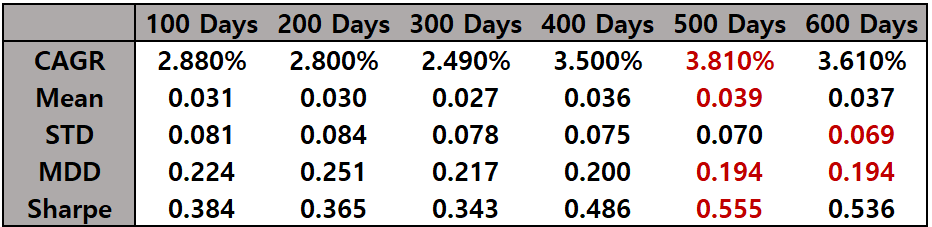 100 Days 200 Days 300 Days 400 Days 500 Days 600 Days
CAGR 2.880% 2.800% 2.490% 3.500% 3.810% 3.610%
Mean 0.031 0.030 0.027 0.036 0.039 0.037
STD 0.081 0.084 0.078 0.075 0.070 0.069
MDD 0.224 0.251 0.217 0.200 0.194 0.194
Sharpe 0.384 0.365 0.343 0.486 0.555 0.536